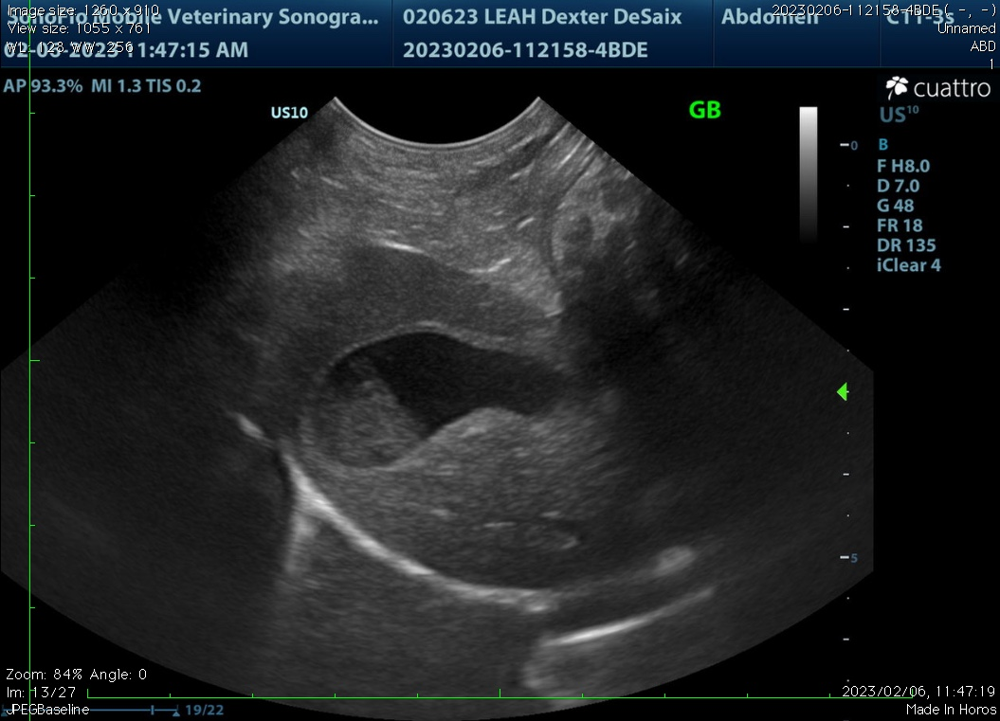 Image size: 1260 x 910
View size: 1055 x 761
WL: 128 WW: 256
SonoFlo Mobile Veterinary Sonogra...
02-06-2023 11:47:15 AM
020623 LEAH Dexter DeSaix
20230206-112158-4BDE
Abdomen
C11-3s
20230206-112158-4BDE ( -, -)
Unnamed
ABD
1
AP 93.3% MI 1.3 TIS 0.2
US10
GB
cuattro
US10
B
F H8.0
D 7.0
G 48
FR 18
DR 135
iClear 4
0
5
Zoom: 84% Angle: 0
Im: 13/27
JPEGBaseline
19/22
2023/02/06, 11:47:19
Made In Horos